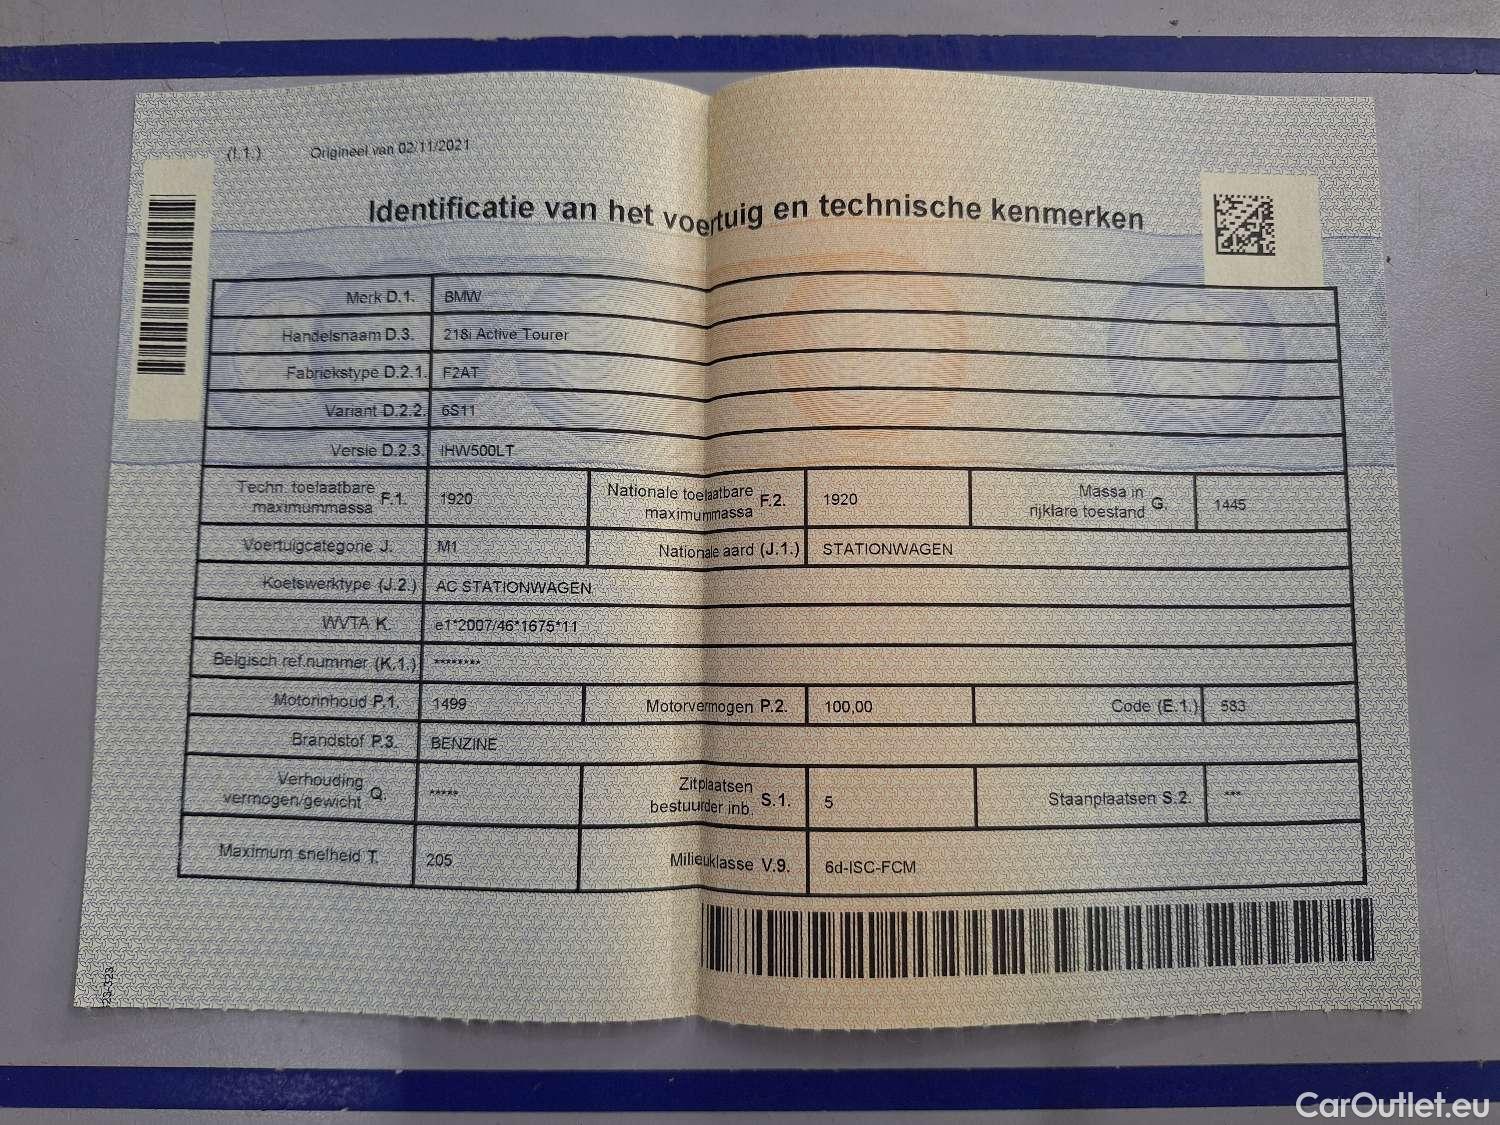 (I.1.) Origineel van 02/11/2021
Identificatie van het voertuig en technische kenmerken
Merk D.1. BMW
Handelsnaam D.3. 218i Active Tourer
Fabriekstype D.2.1. F2AT
Variant D.2.2. 6S11
Versie D.2.3. IHW500LT
Techn. toelaatbare maximummassa F.1. 1920 Nationale toelaatbare maximummassa F.2. 1920 Massa in rijklare toestand G. 1445
Voertuigcategorie J. M1 Nationale aard (J.1.) STATIONWAGEN
Koetswerktype (J.2.) AC STATIONWAGEN
WVTA K. e1*2007/46*1675*11
Belgisch ref.nummer (K.1.) ********
Motorinhoud P.1. 1499 Motorvermogen P.2. 100,00 Code (E.1.) 583
Brandstof P.3. BENZINE
Verhouding vermogen/gewicht Q. ***** Zitplaatsen bestuurder inb. S.1. 5 Staanplaatsen S.2. ***
Maximum snelheid T. 205 Milieuklasse V.9. 6d-ISC-FCM
23-323
CarOutlet.eu